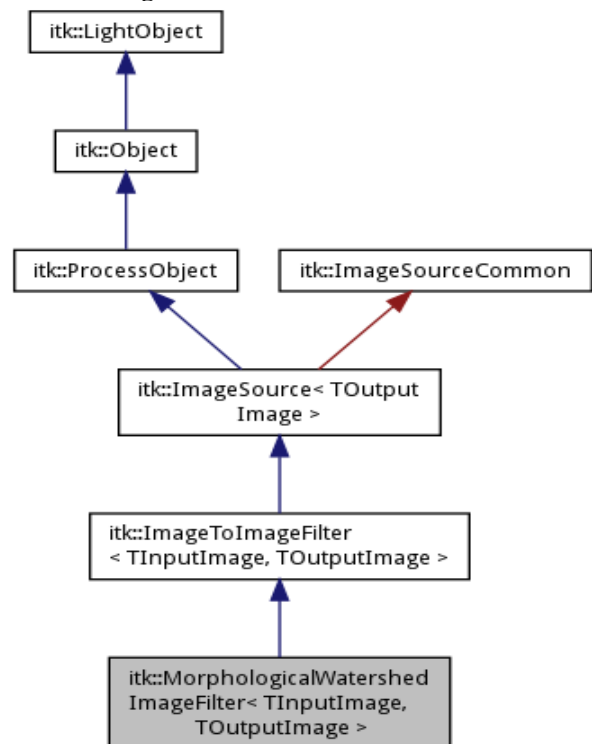 itk::LightObject
itk::Object
itk::ProcessObject
itk::ImageSourceCommon
itk::ImageSource< TOutput
Image >
itk::ImageToImageFilter
< TInputImage, TOutputImage >
itk::MorphologicalWatershed
ImageFilter< TInputImage,
TOutputImage >